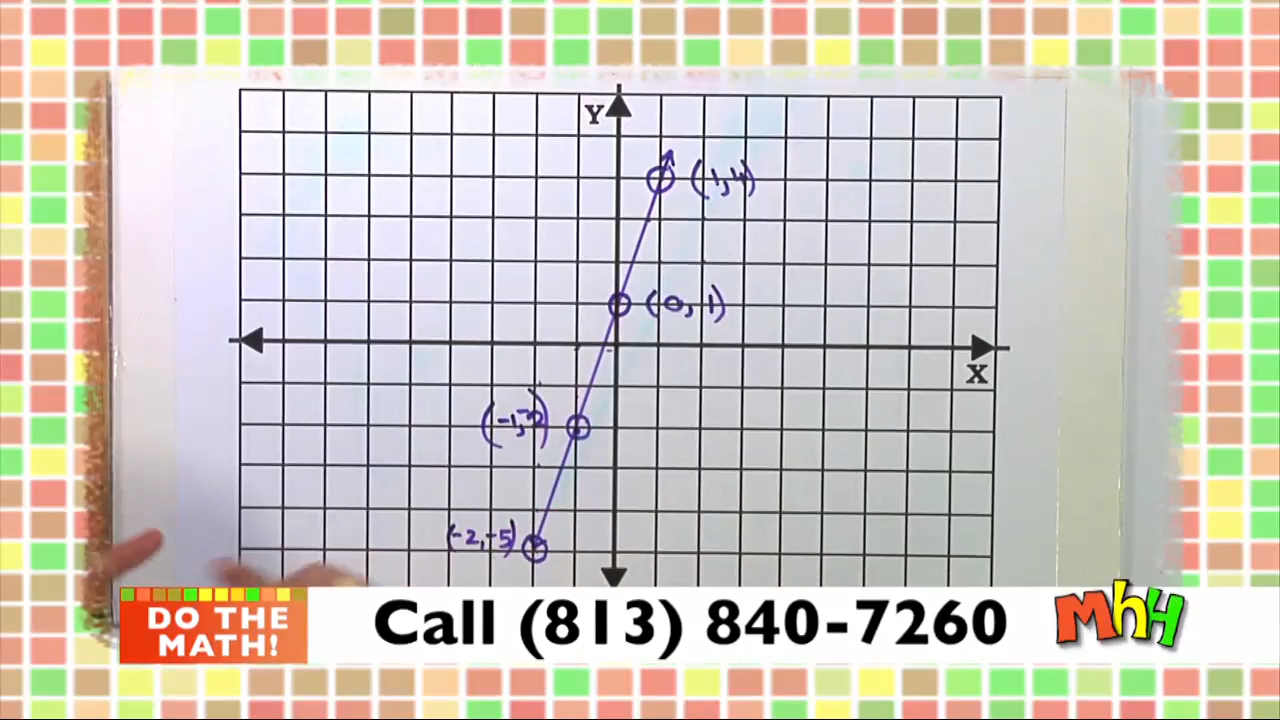 Y
(1,4)
(0, 1)
X
(-1,-2)
(-2,-5)
DO THE
MATH!
Call (813) 840-7260
MhH